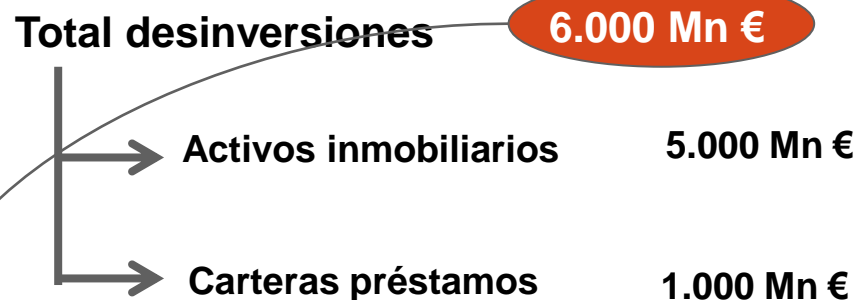 Total desinversiones 6.000 Mn €
Activos inmobiliarios 5.000 Mn €
Carteras préstamos 1.000 Mn €